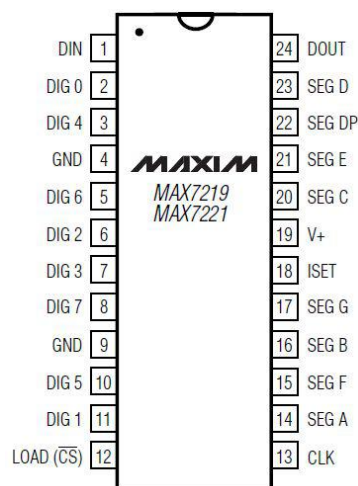 DIN 1 24 DOUT
DIG 0 2 23 SEG D
DIG 4 3 22 SEG DP
GND 4 MAXIM 21 SEG E
DIG 6 5 MAX7219 20 SEG C
MAX7221
DIG 2 6 19 V+
DIG 3 7 18 ISET
DIG 7 8 17 SEG G
GND 9 16 SEG B
DIG 5 10 15 SEG F
DIG 1 11 14 SEG A
LOAD (C̅S̅) 12 13 CLK